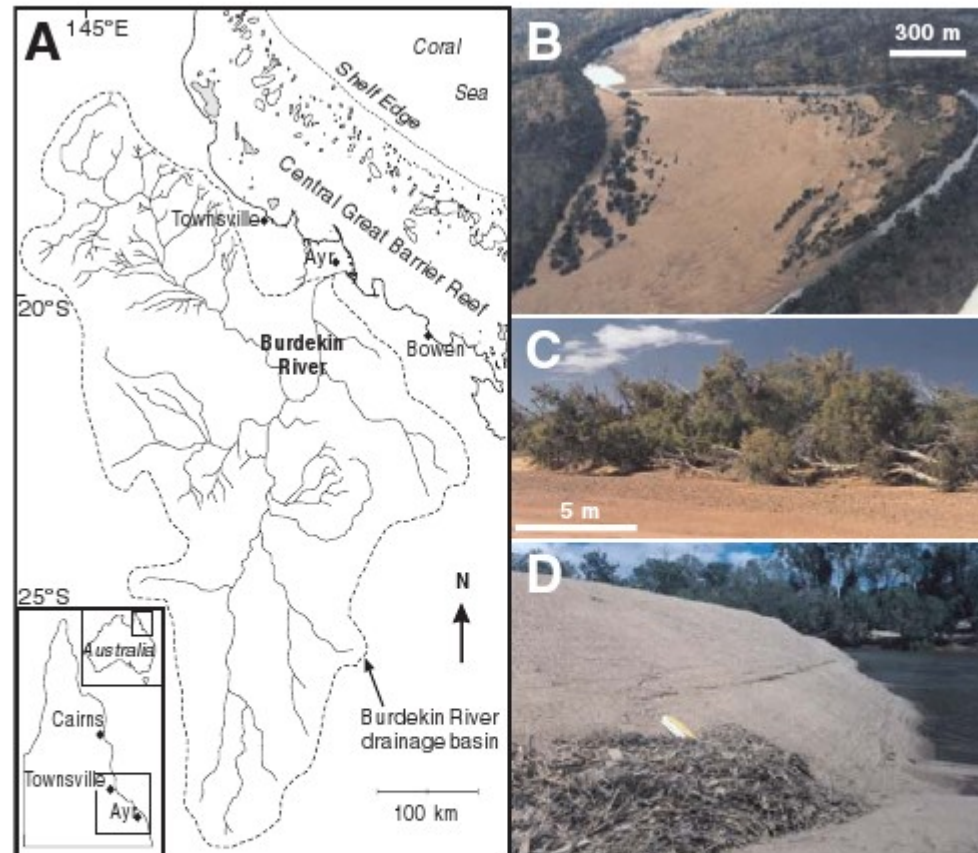 A
145°E
Coral
Sea
Shelf Edge
Central Great Barrier Reef
Townsville
Ayr
20°S
Burdekin
River
Bowen
25°S
N
Australia
Cairns
Townsville
Ayr
Burdekin River
drainage basin
100 km
B
300 m
C
5 m
D